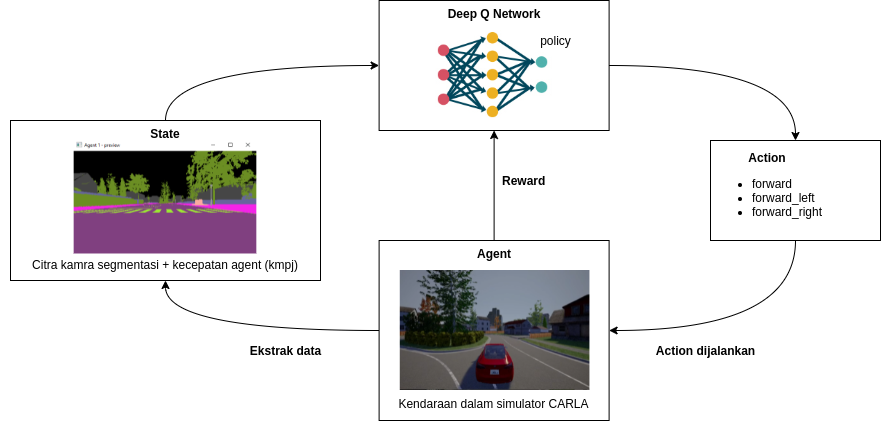 Deep Q Network
policy
State
Agent 1 - preview
Citra kamra segmentasi + kecepatan agent (kmpj)
Action
forward
forward_left
forward_right
Reward
Agent
Kendaraan dalam simulator CARLA
Ekstrak data
Action dijalankan